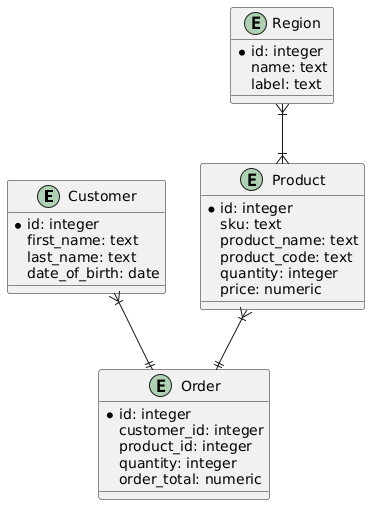 E Region
* id: integer
name: text
label: text
E Customer
* id: integer
first_name: text
last_name: text
date_of_birth: date
E Product
* id: integer
sku: text
product_name: text
product_code: text
quantity: integer
price: numeric
E Order
* id: integer
customer_id: integer
product_id: integer
quantity: integer
order_total: numeric